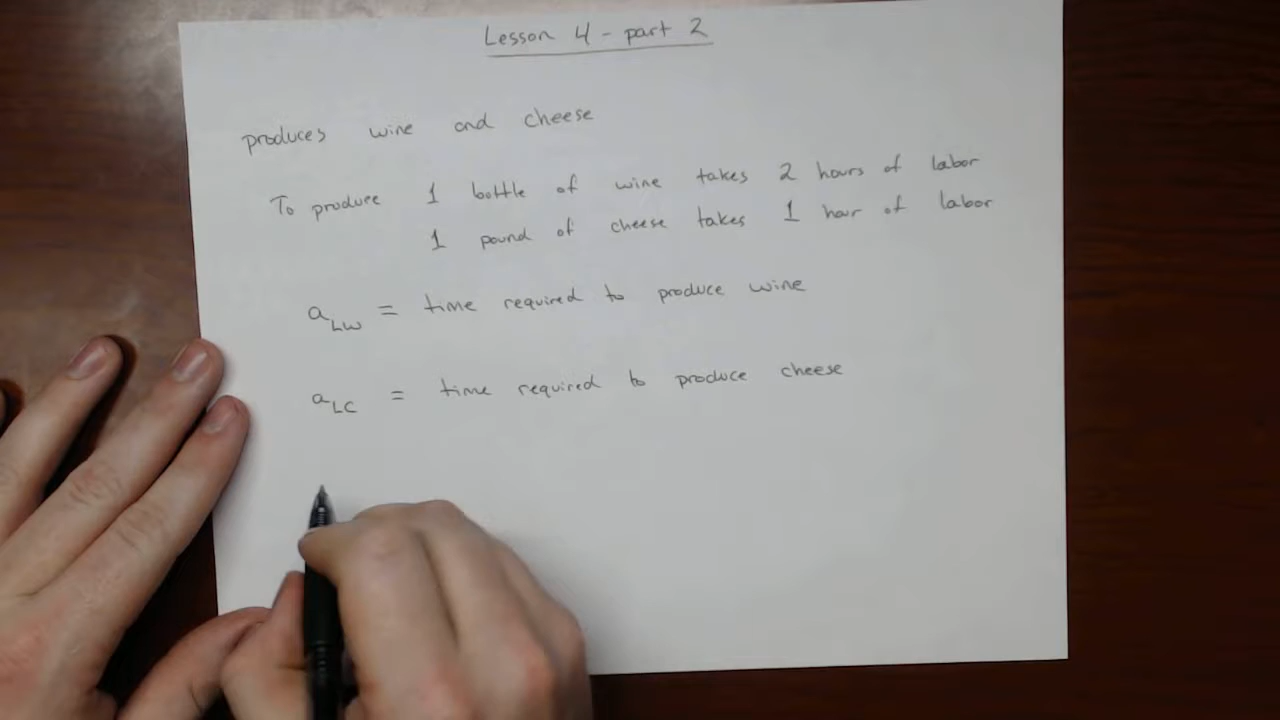 Lesson 4 - part 2
produces wine and cheese
To produce 1 bottle of wine takes 2 hours of labor
1 pound of cheese takes 1 hour of labor
a_LW = time required to produce wine
a_LC = time required to produce cheese